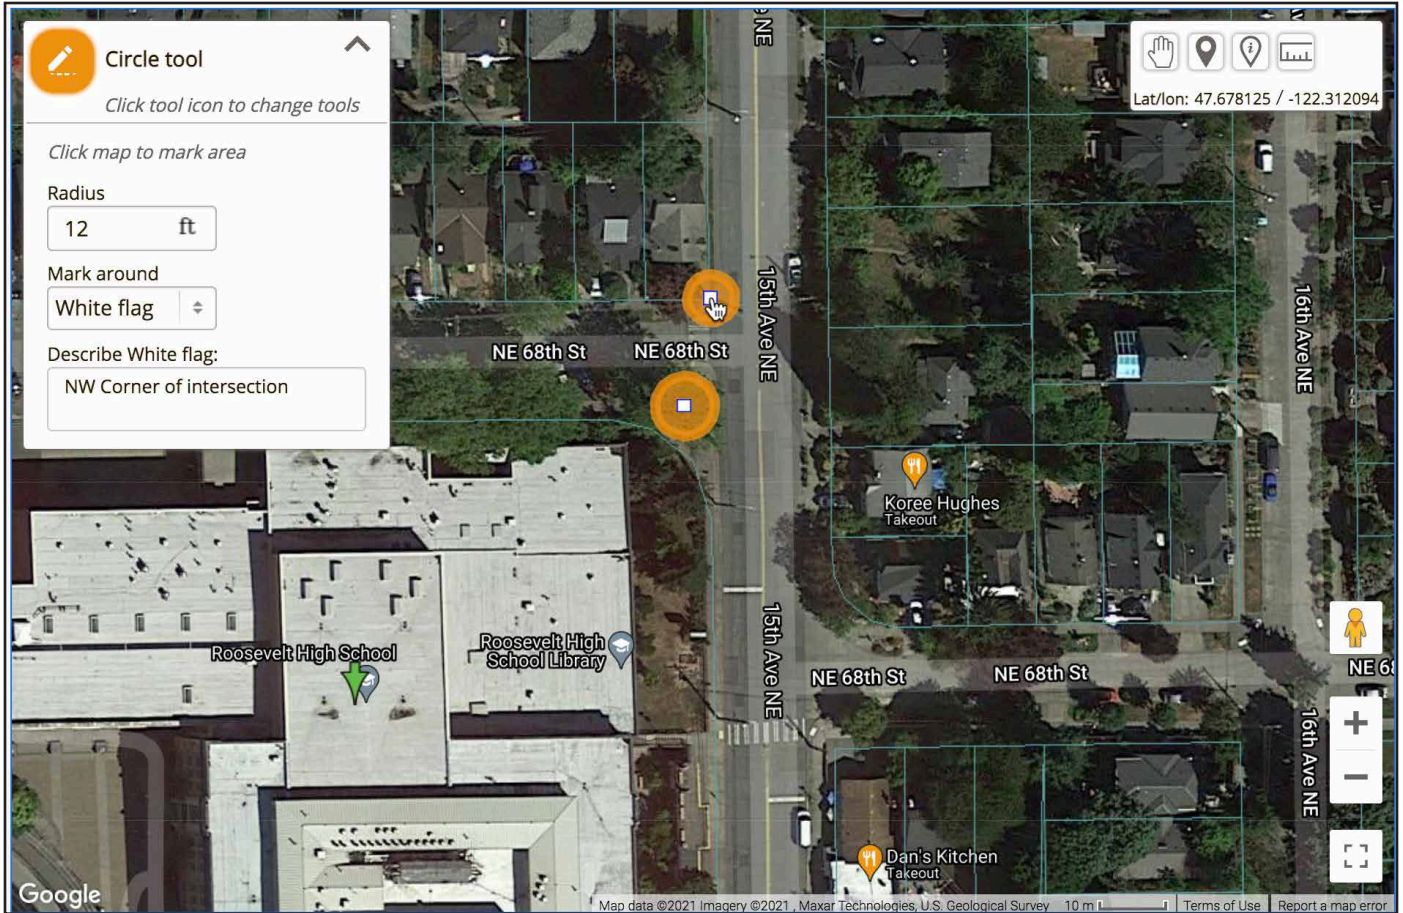 Circle tool
Click tool icon to change tools
Click map to mark area
Radius
12 ft
Mark around
White flag
Describe White flag:
NW Corner of intersection
e NE
Lat/lon: 47.678125 / -122.312094
15th Ave NE
16th Ave NE
NE 68th St
NE 68th St
Koree Hughes
Takeout
15th Ave NE
Roosevelt High School
Roosevelt High
School Library
NE 68th St
NE 68th St
NE 68
16th Ave NE
Dan's Kitchen
Takeout
Google
Map data ©2021 Imagery ©2021 , Maxar Technologies, U.S. Geological Survey
10 m
Terms of Use
Report a map error